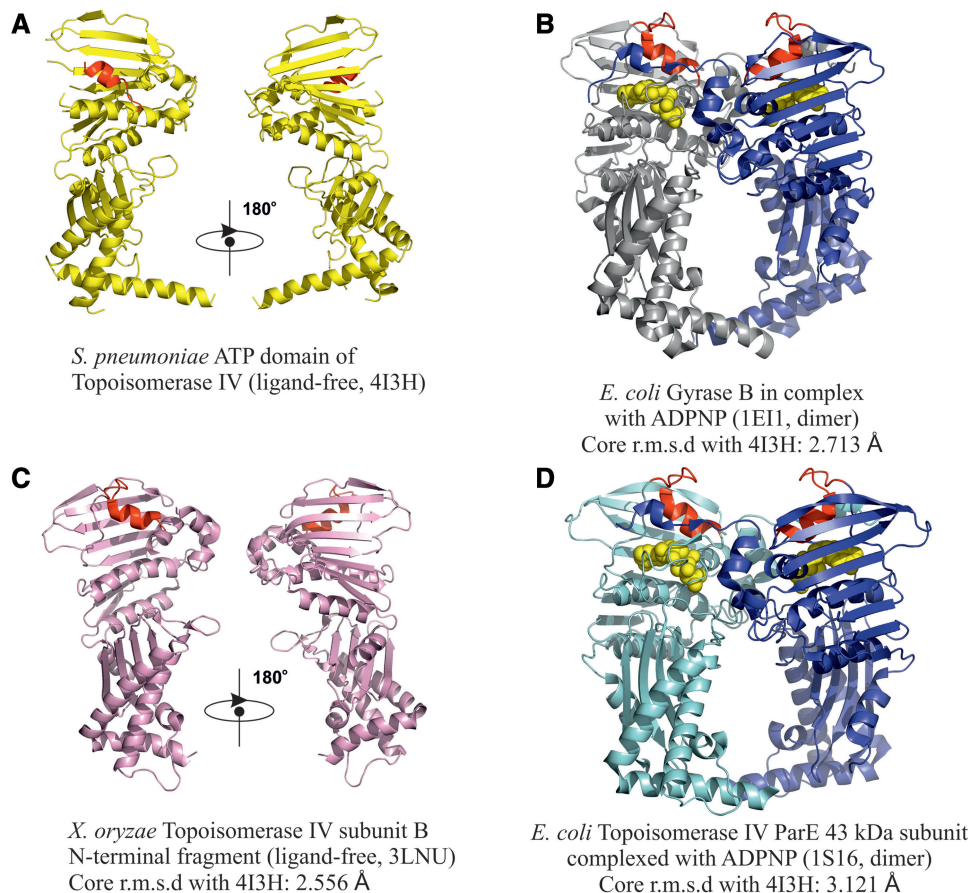 A
180°
S. pneumoniae ATP domain of
Topoisomerase IV (ligand-free, 4I3H)
B
E. coli Gyrase B in complex
with ADPNP (1EI1, dimer)
Core r.m.s.d with 4I3H: 2.713 Å
C
180°
X. oryzae Topoisomerase IV subunit B
N-terminal fragment (ligand-free, 3LNU)
Core r.m.s.d with 4I3H: 2.556 Å
D
E. coli Topoisomerase IV ParE 43 kDa subunit
complexed with ADPNP (1S16, dimer)
Core r.m.s.d with 4I3H: 3.121 Å